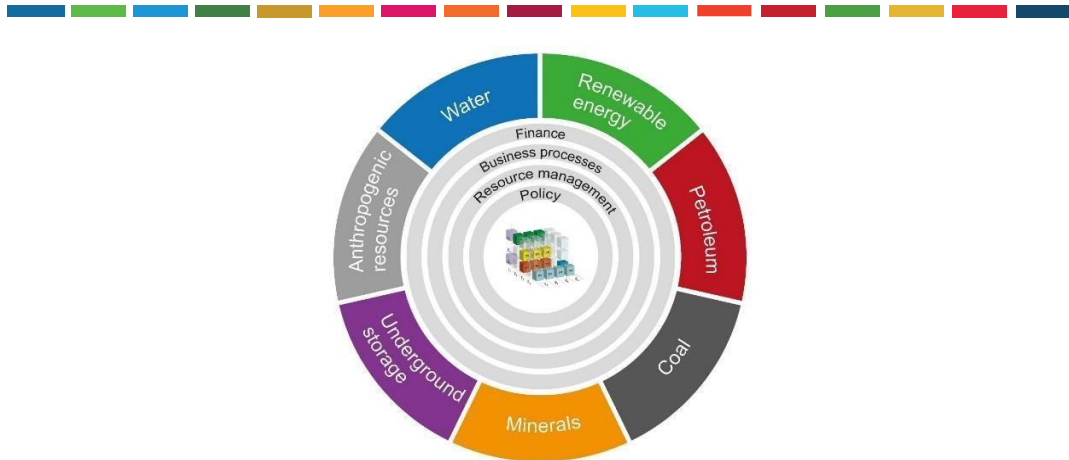 Water
Renewable
energy
Anthropogenic
resources
Finance
Business processes
Resource management
Policy
Petroleum
Underground
storage
Coal
Minerals